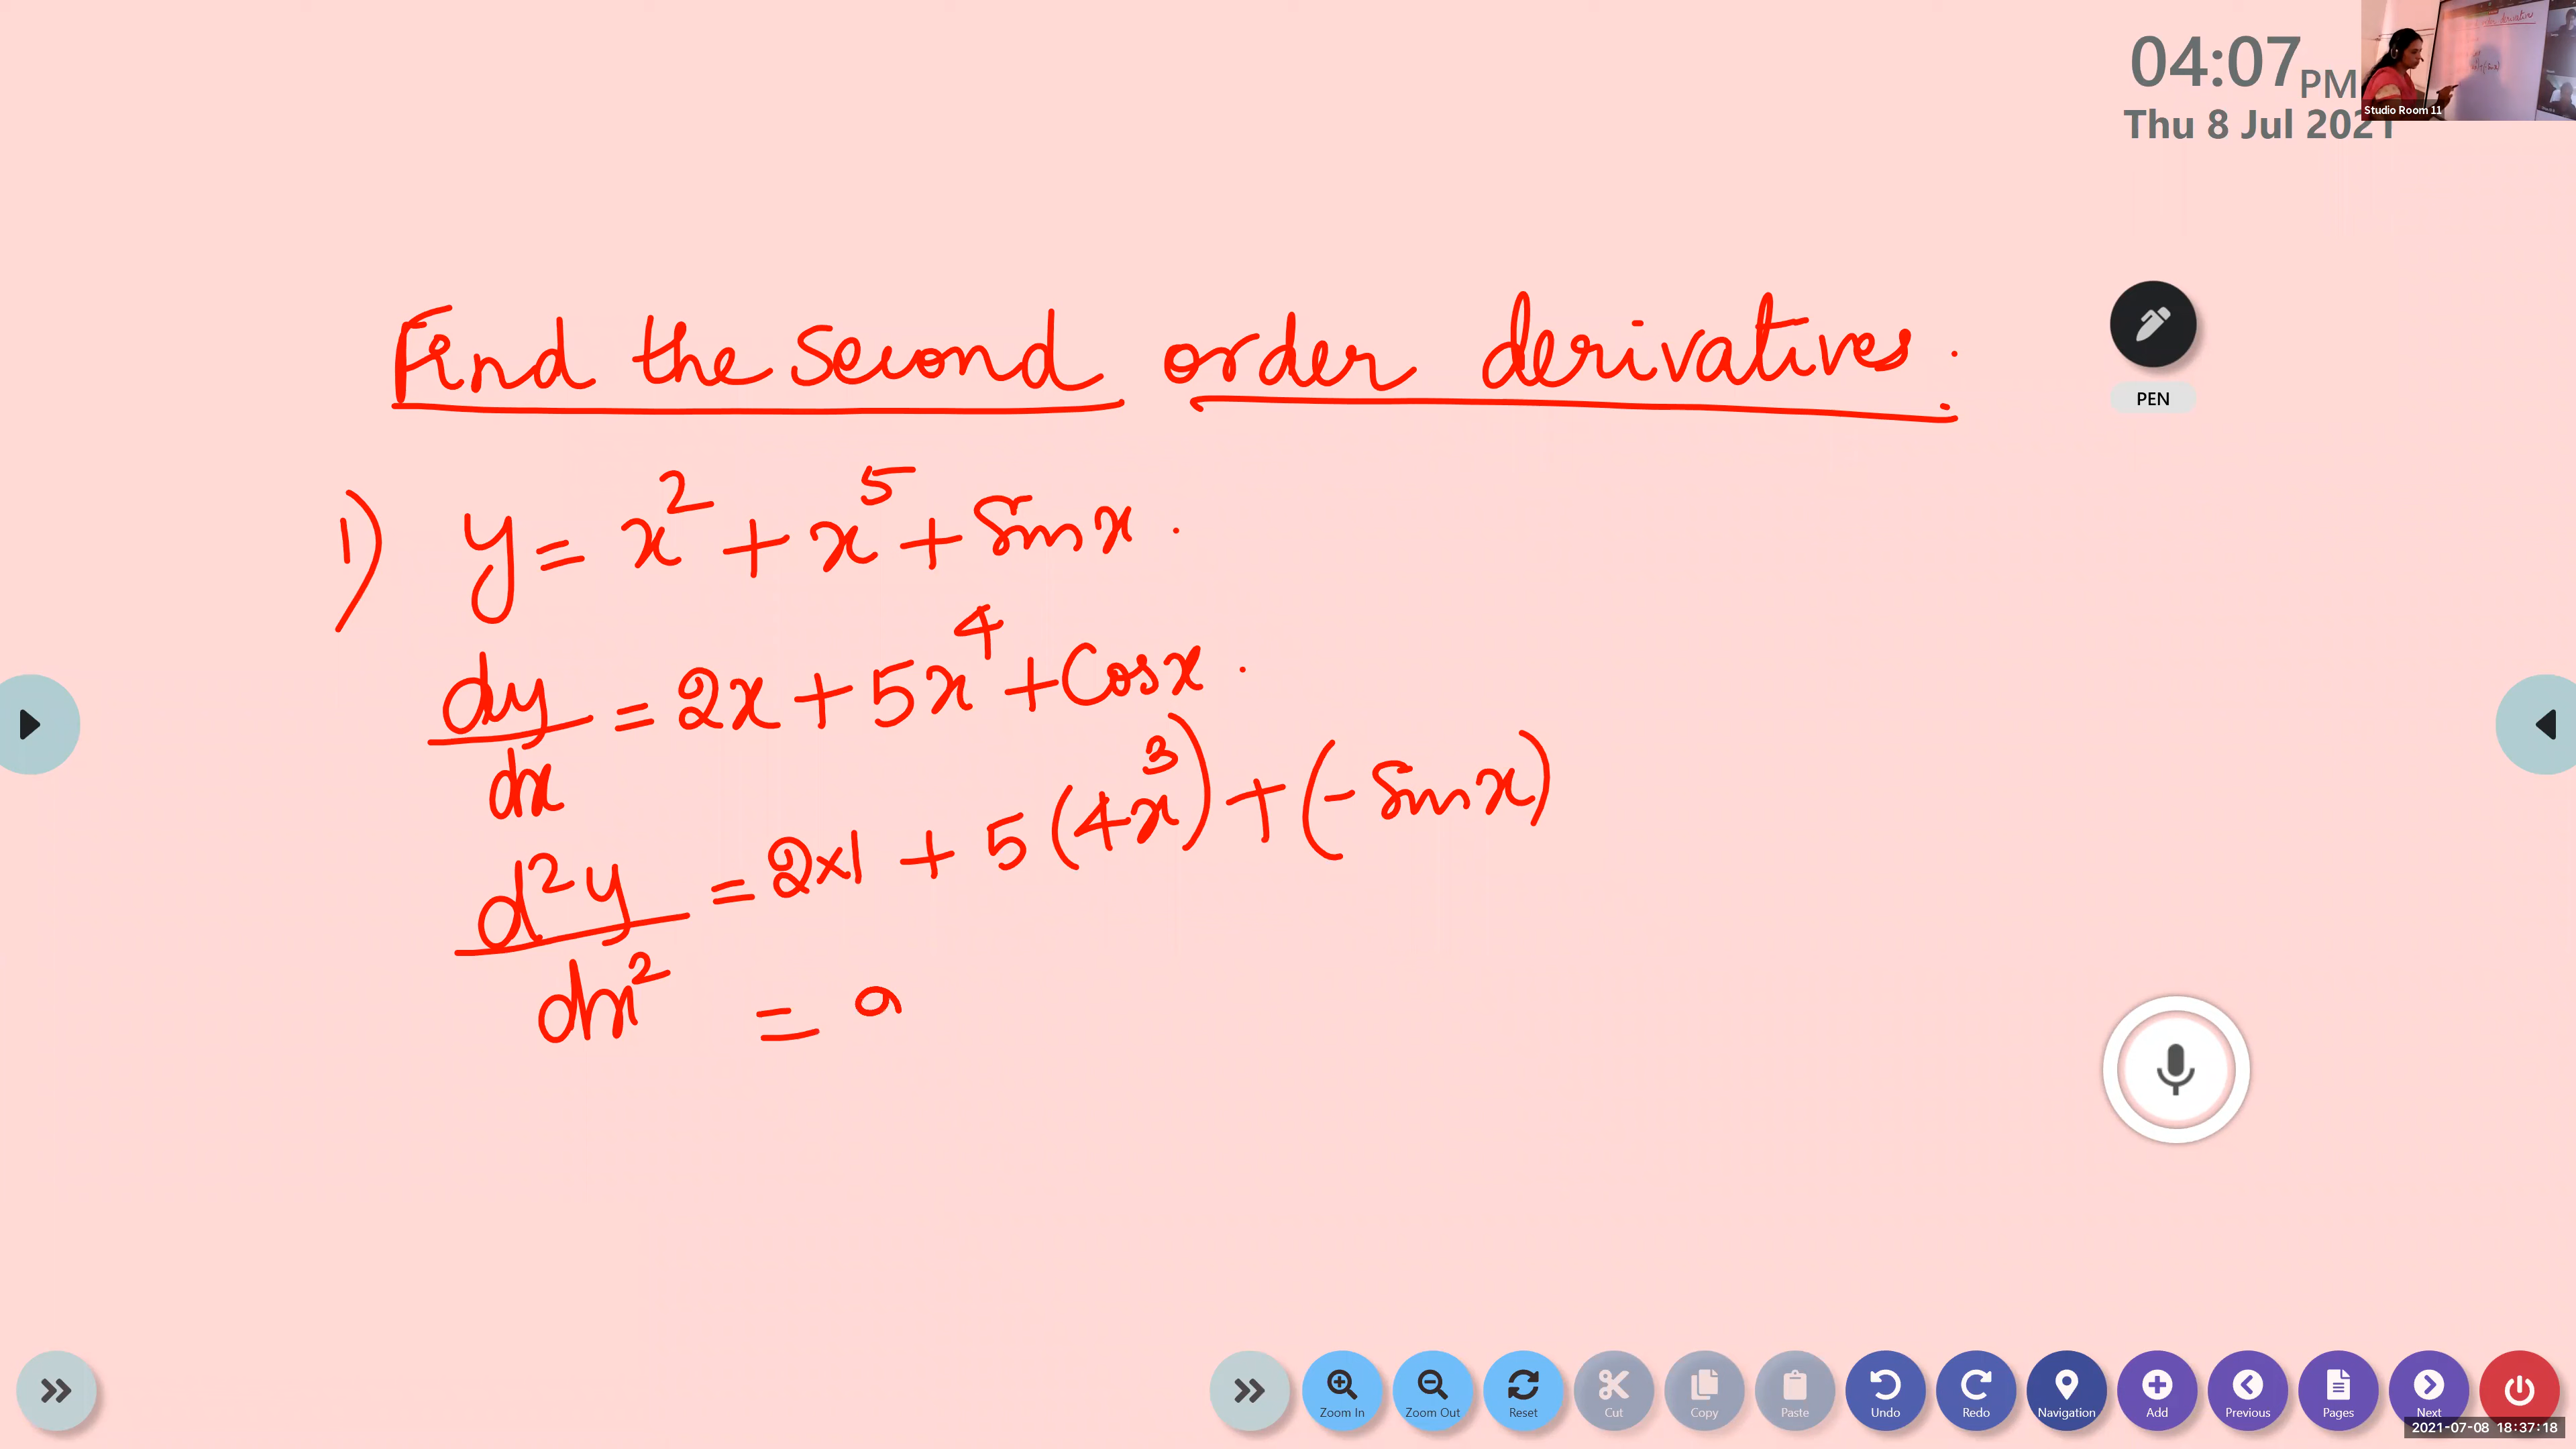 04:07 PM
Thu 8 Jul 2021
Studio Room 11
Find the second order derivatives.
PEN
1) y = x² + x⁵ + sin x.
dy/dx = 2x + 5x⁴ + Cos x.
d²y/dx² = 2×1 + 5(4x³) + (- sin x)
=
Zoom In
Zoom Out
Reset
Cut
Copy
Paste
Undo
Redo
Navigation
Add
Previous
Pages
Next
2021-07-08 18:37:18